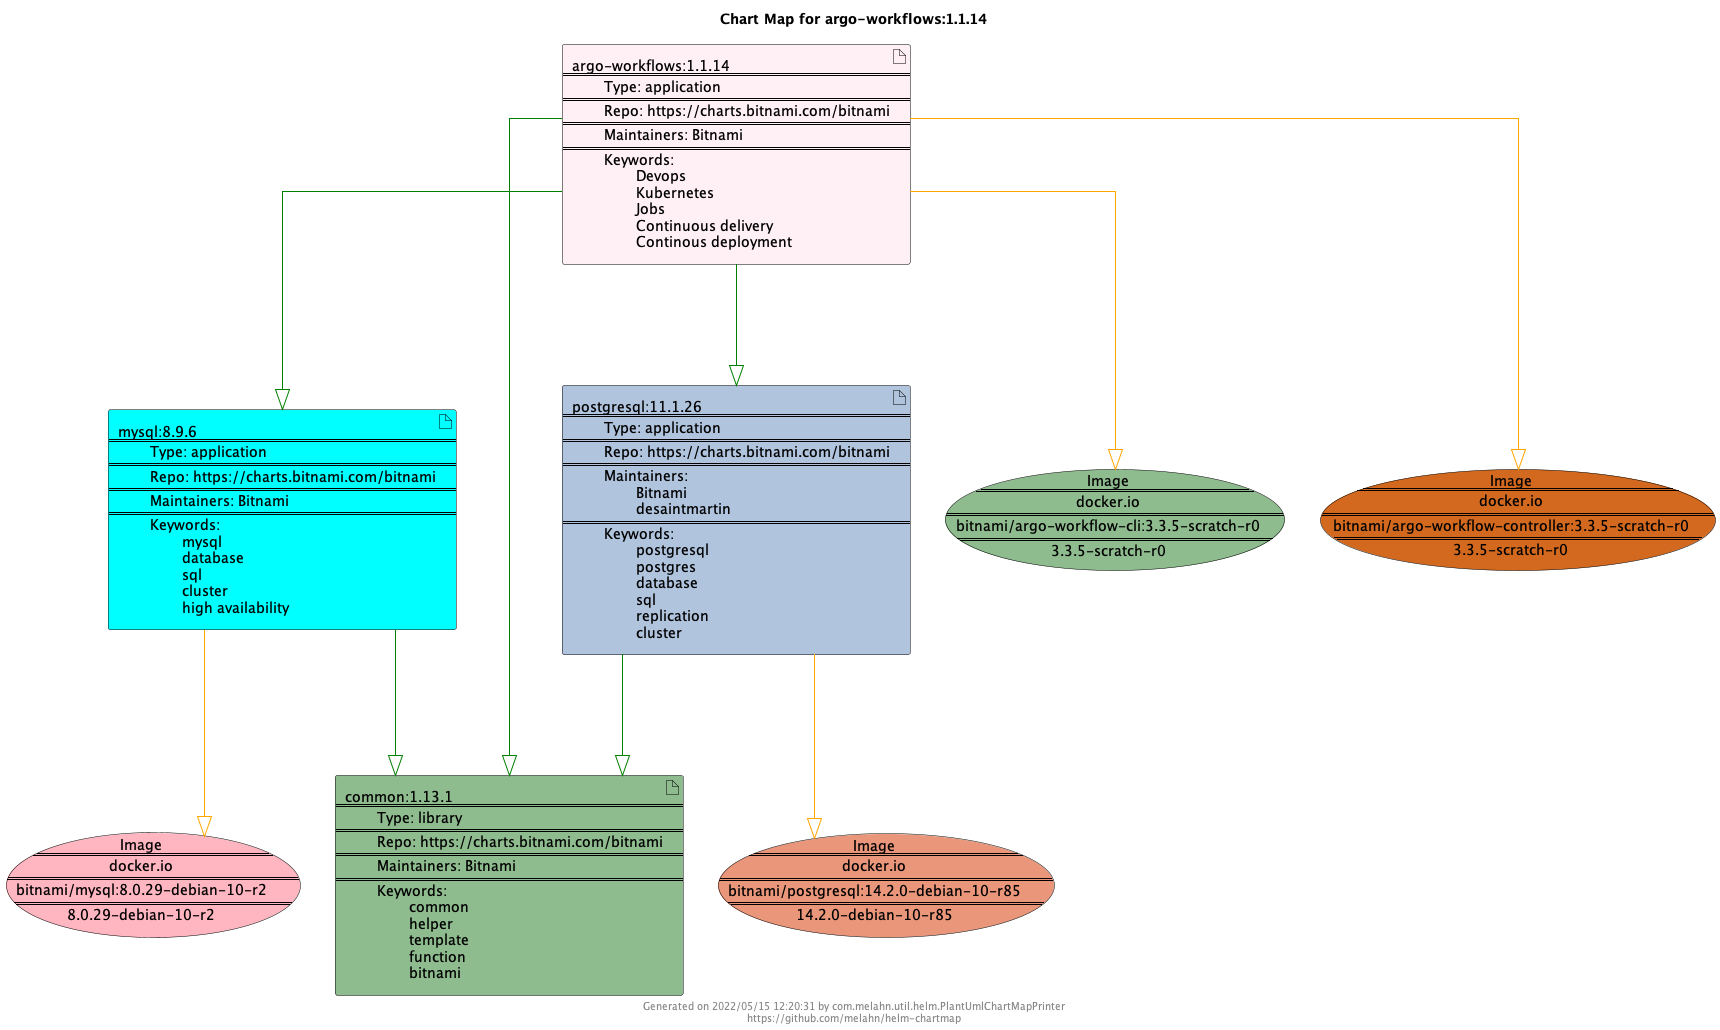 Chart Map for argo-workflows:1.1.14
argo-workflows:1.1.14
Type: application
Repo: https://charts.bitnami.com/bitnami
Maintainers: Bitnami
Keywords:
Devops
Kubernetes
Jobs
Continuous delivery
Continous deployment
mysql:8.9.6
Type: application
Repo: https://charts.bitnami.com/bitnami
Maintainers: Bitnami
Keywords:
mysql
database
sql
cluster
high availability
postgresql:11.1.26
Type: application
Repo: https://charts.bitnami.com/bitnami
Maintainers:
Bitnami
desaintmartin
Keywords:
postgresql
postgres
database
sql
replication
cluster
Image
docker.io
bitnami/argo-workflow-cli:3.3.5-scratch-r0
3.3.5-scratch-r0
Image
docker.io
bitnami/argo-workflow-controller:3.3.5-scratch-r0
3.3.5-scratch-r0
Image
docker.io
bitnami/mysql:8.0.29-debian-10-r2
8.0.29-debian-10-r2
common:1.13.1
Type: library
Repo: https://charts.bitnami.com/bitnami
Maintainers: Bitnami
Keywords:
common
helper
template
function
bitnami
Image
docker.io
bitnami/postgresql:14.2.0-debian-10-r85
14.2.0-debian-10-r85
Generated on 2022/05/15 12:20:31 by com.melahn.util.helm.PlantUmlChartMapPrinter
https://github.com/melahn/helm-chartmap